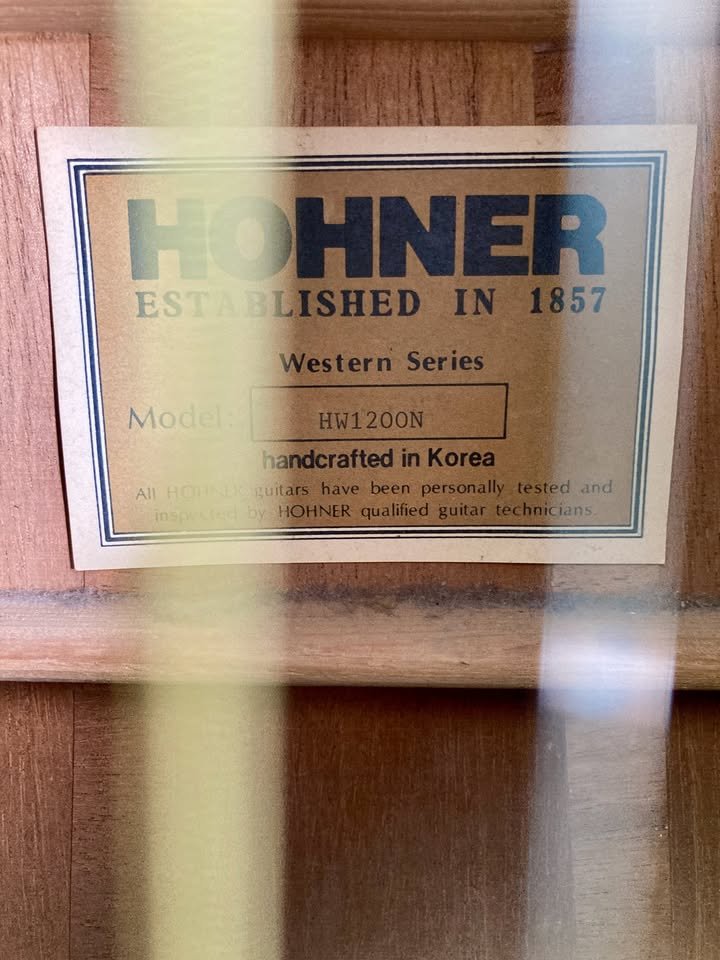 HOHNER
ESTABLISHED IN 1857
Western Series
Model: HW1200N
handcrafted in Korea
All HOHNER guitars have been personally tested and
inspected by HOHNER qualified guitar technicians.